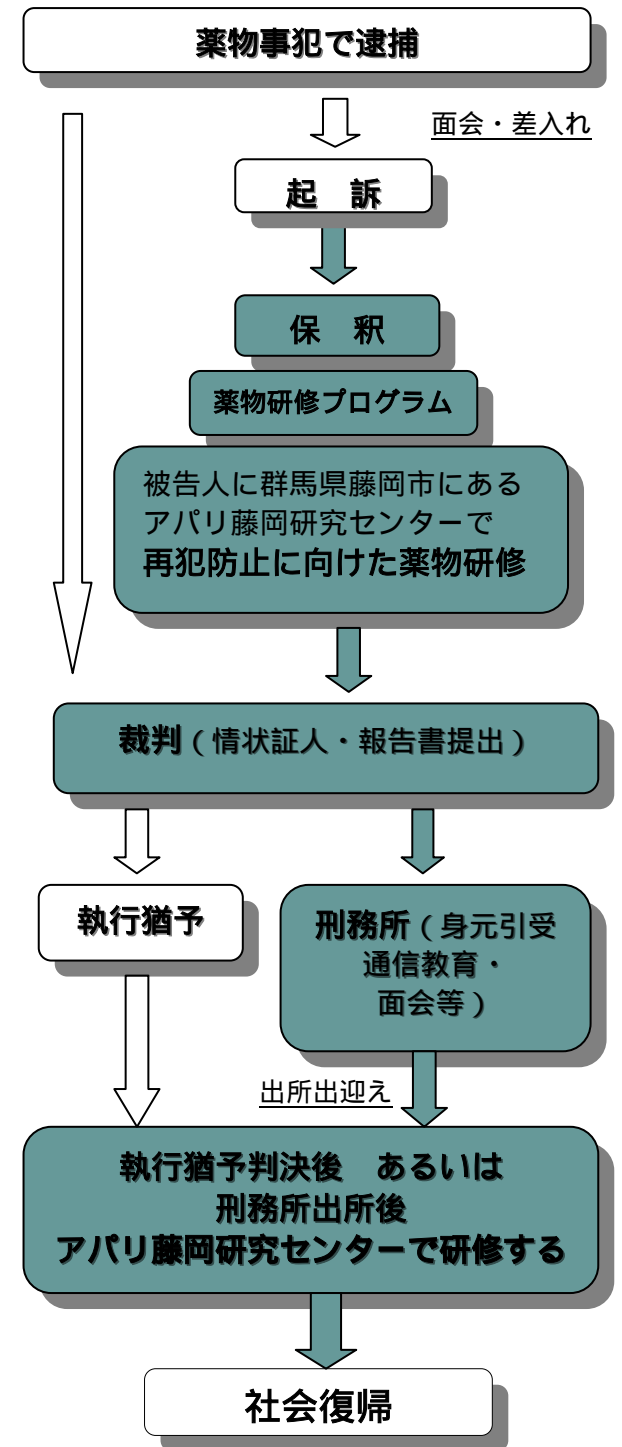 薬物事犯で逮捕
面会・差入れ
起　訴
保　釈
薬物研修プログラム
被告人に群馬県藤岡市にある
アパリ藤岡研究センターで
再犯防止に向けた薬物研修
裁判（情状証人・報告書提出）
執行猶予
刑務所（身元引受
通信教育・
面会等）
出所出迎え
執行猶予判決後　あるいは
刑務所出所後
アパリ藤岡研究センターで研修する
社会復帰